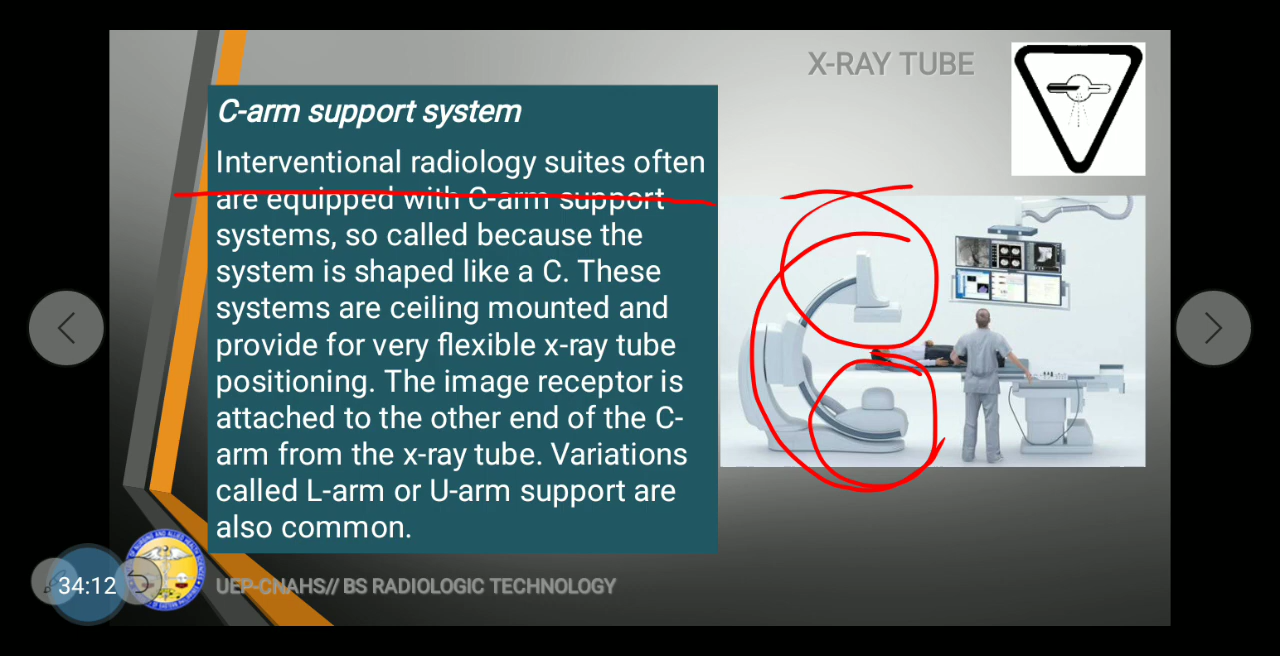 X-RAY TUBE
C-arm support system
Interventional radiology suites often
are equipped with C-arm support
systems, so called because the
system is shaped like a C. These
systems are ceiling mounted and
provide for very flexible x-ray tube
positioning. The image receptor is
attached to the other end of the C-
arm from the x-ray tube. Variations
called L-arm or U-arm support are
also common.
34:12
UEP-CNAHS// BS RADIOLOGIC TECHNOLOGY